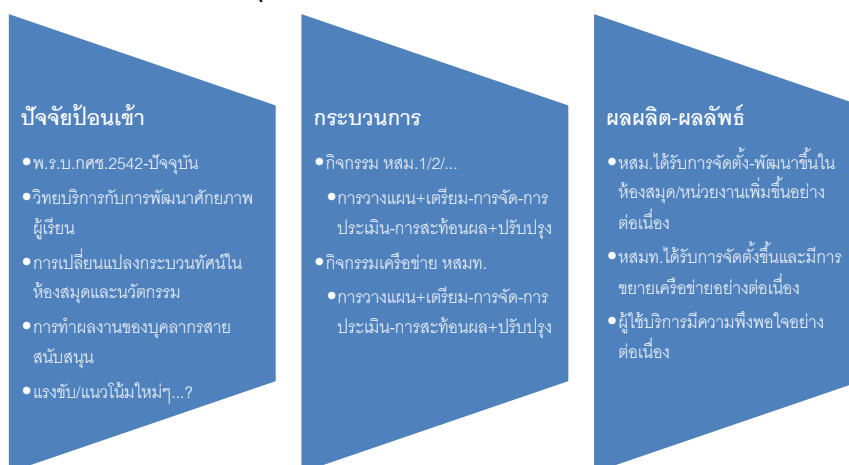 ปัจจัยป้อนเข้า
•พ.ร.บ.กศช.2542-ปัจจุบัน
•วิทยบริการกับการพัฒนาศักยภาพ
ผู้เรียน
•การเปลี่ยนแปลงกระบวนทัศน์ใน
ห้องสมุดและนวัตกรรม
•การทำผลงานของบุคลากรสาย
สนับสนุน
•แรงขับ/แนวโน้มใหม่ๆ...?
กระบวนการ
•กิจกรรม หสม.1/2/...
•การวางแผน+เตรียม-การจัด-การ
ประเมิน-การสะท้อนผล+ปรับปรุง
•กิจกรรมเครือข่าย หสมท.
•การวางแผน+เตรียม-การจัด-การ
ประเมิน-การสะท้อนผล+ปรับปรุง
ผลผลิต-ผลลัพธ์
•หสม.ได้รับการจัดตั้ง-พัฒนาขึ้นใน
ห้องสมุด/หน่วยงานเพิ่มขึ้นอย่าง
ต่อเนื่อง
•หสมท.ได้รับการจัดตั้งขึ้นและมีการ
ขยายเครือข่ายอย่างต่อเนื่อง
•ผู้ใช้บริการมีความพึงพอใจอย่าง
ต่อเนื่อง